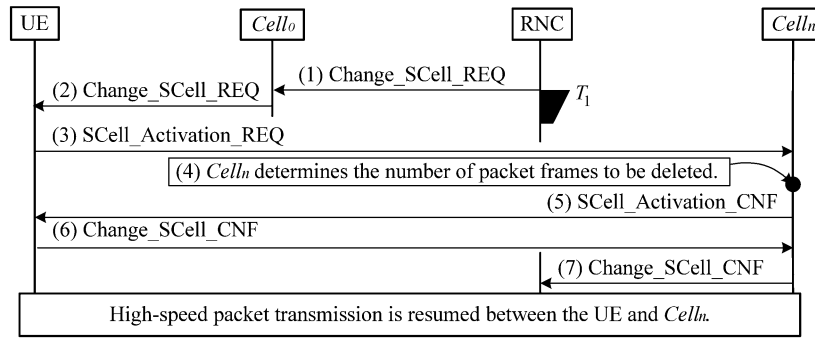 UE Cell₀ RNC Cellₙ
(1) Change_SCell_REQ
(2) Change_SCell_REQ
T₁
(3) SCell_Activation_REQ
(4) Cellₙ determines the number of packet frames to be deleted.
(5) SCell_Activation_CNF
(6) Change_SCell_CNF
(7) Change_SCell_CNF
High-speed packet transmission is resumed between the UE and Cellₙ.